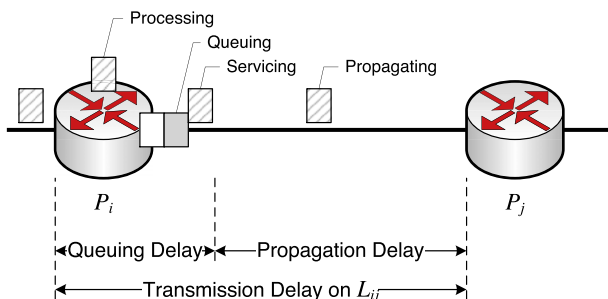 Processing
Queuing
Servicing
Propagating
P_i
P_j
Queuing Delay
Propagation Delay
Transmission Delay on L_ij